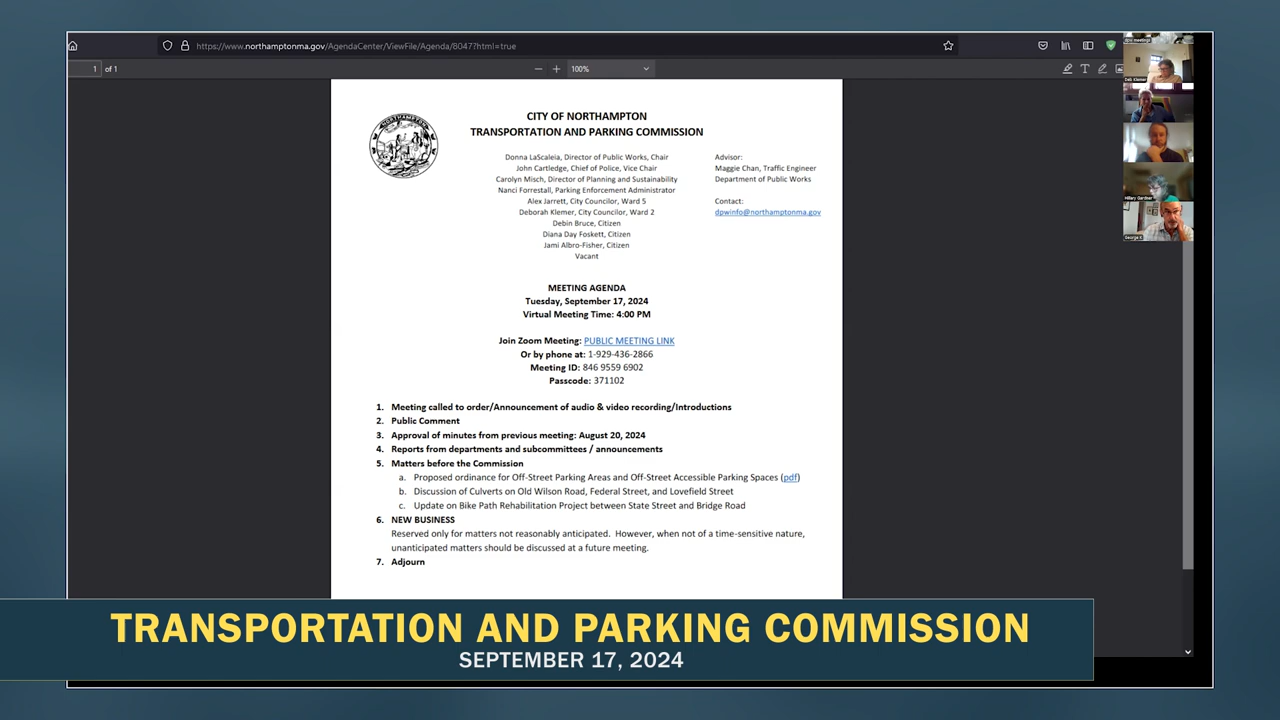 https://www.northamptonma.gov/AgendaCenter/ViewFile/Agenda/8047?html=true
1 of 1
100%
NORTHAMPTON
CITY OF NORTHAMPTON
TRANSPORTATION AND PARKING COMMISSION
Donna LaScaleia, Director of Public Works, Chair
John Cartledge, Chief of Police, Vice Chair
Carolyn Misch, Director of Planning and Sustainability
Nanci Forrestall, Parking Enforcement Administrator
Alex Jarrett, City Councilor, Ward 5
Deborah Klemer, City Councilor, Ward 2
Debin Bruce, Citizen
Diana Day Foskett, Citizen
Jami Albro-Fisher, Citizen
Vacant
Advisor:
Maggie Chan, Traffic Engineer
Department of Public Works
Contact:
dpwinfo@northamptonma.gov
MEETING AGENDA
Tuesday, September 17, 2024
Virtual Meeting Time: 4:00 PM
Join Zoom Meeting: PUBLIC MEETING LINK
Or by phone at: 1-929-436-2866
Meeting ID: 846 9559 6902
Passcode: 371102
1. Meeting called to order/Announcement of audio & video recording/Introductions
2. Public Comment
3. Approval of minutes from previous meeting: August 20, 2024
4. Reports from departments and subcommittees / announcements
5. Matters before the Commission
a. Proposed ordinance for Off-Street Parking Areas and Off-Street Accessible Parking Spaces (pdf)
b. Discussion of Culverts on Old Wilson Road, Federal Street, and Lovefield Street
c. Update on Bike Path Rehabilitation Project between State Street and Bridge Road
6. NEW BUSINESS
Reserved only for matters not reasonably anticipated. However, when not of a time-sensitive nature,
unanticipated matters should be discussed at a future meeting.
7. Adjourn
dpw meetings
Deb Klemer
Hillary Gardner
George K
TRANSPORTATION AND PARKING COMMISSION
SEPTEMBER 17, 2024